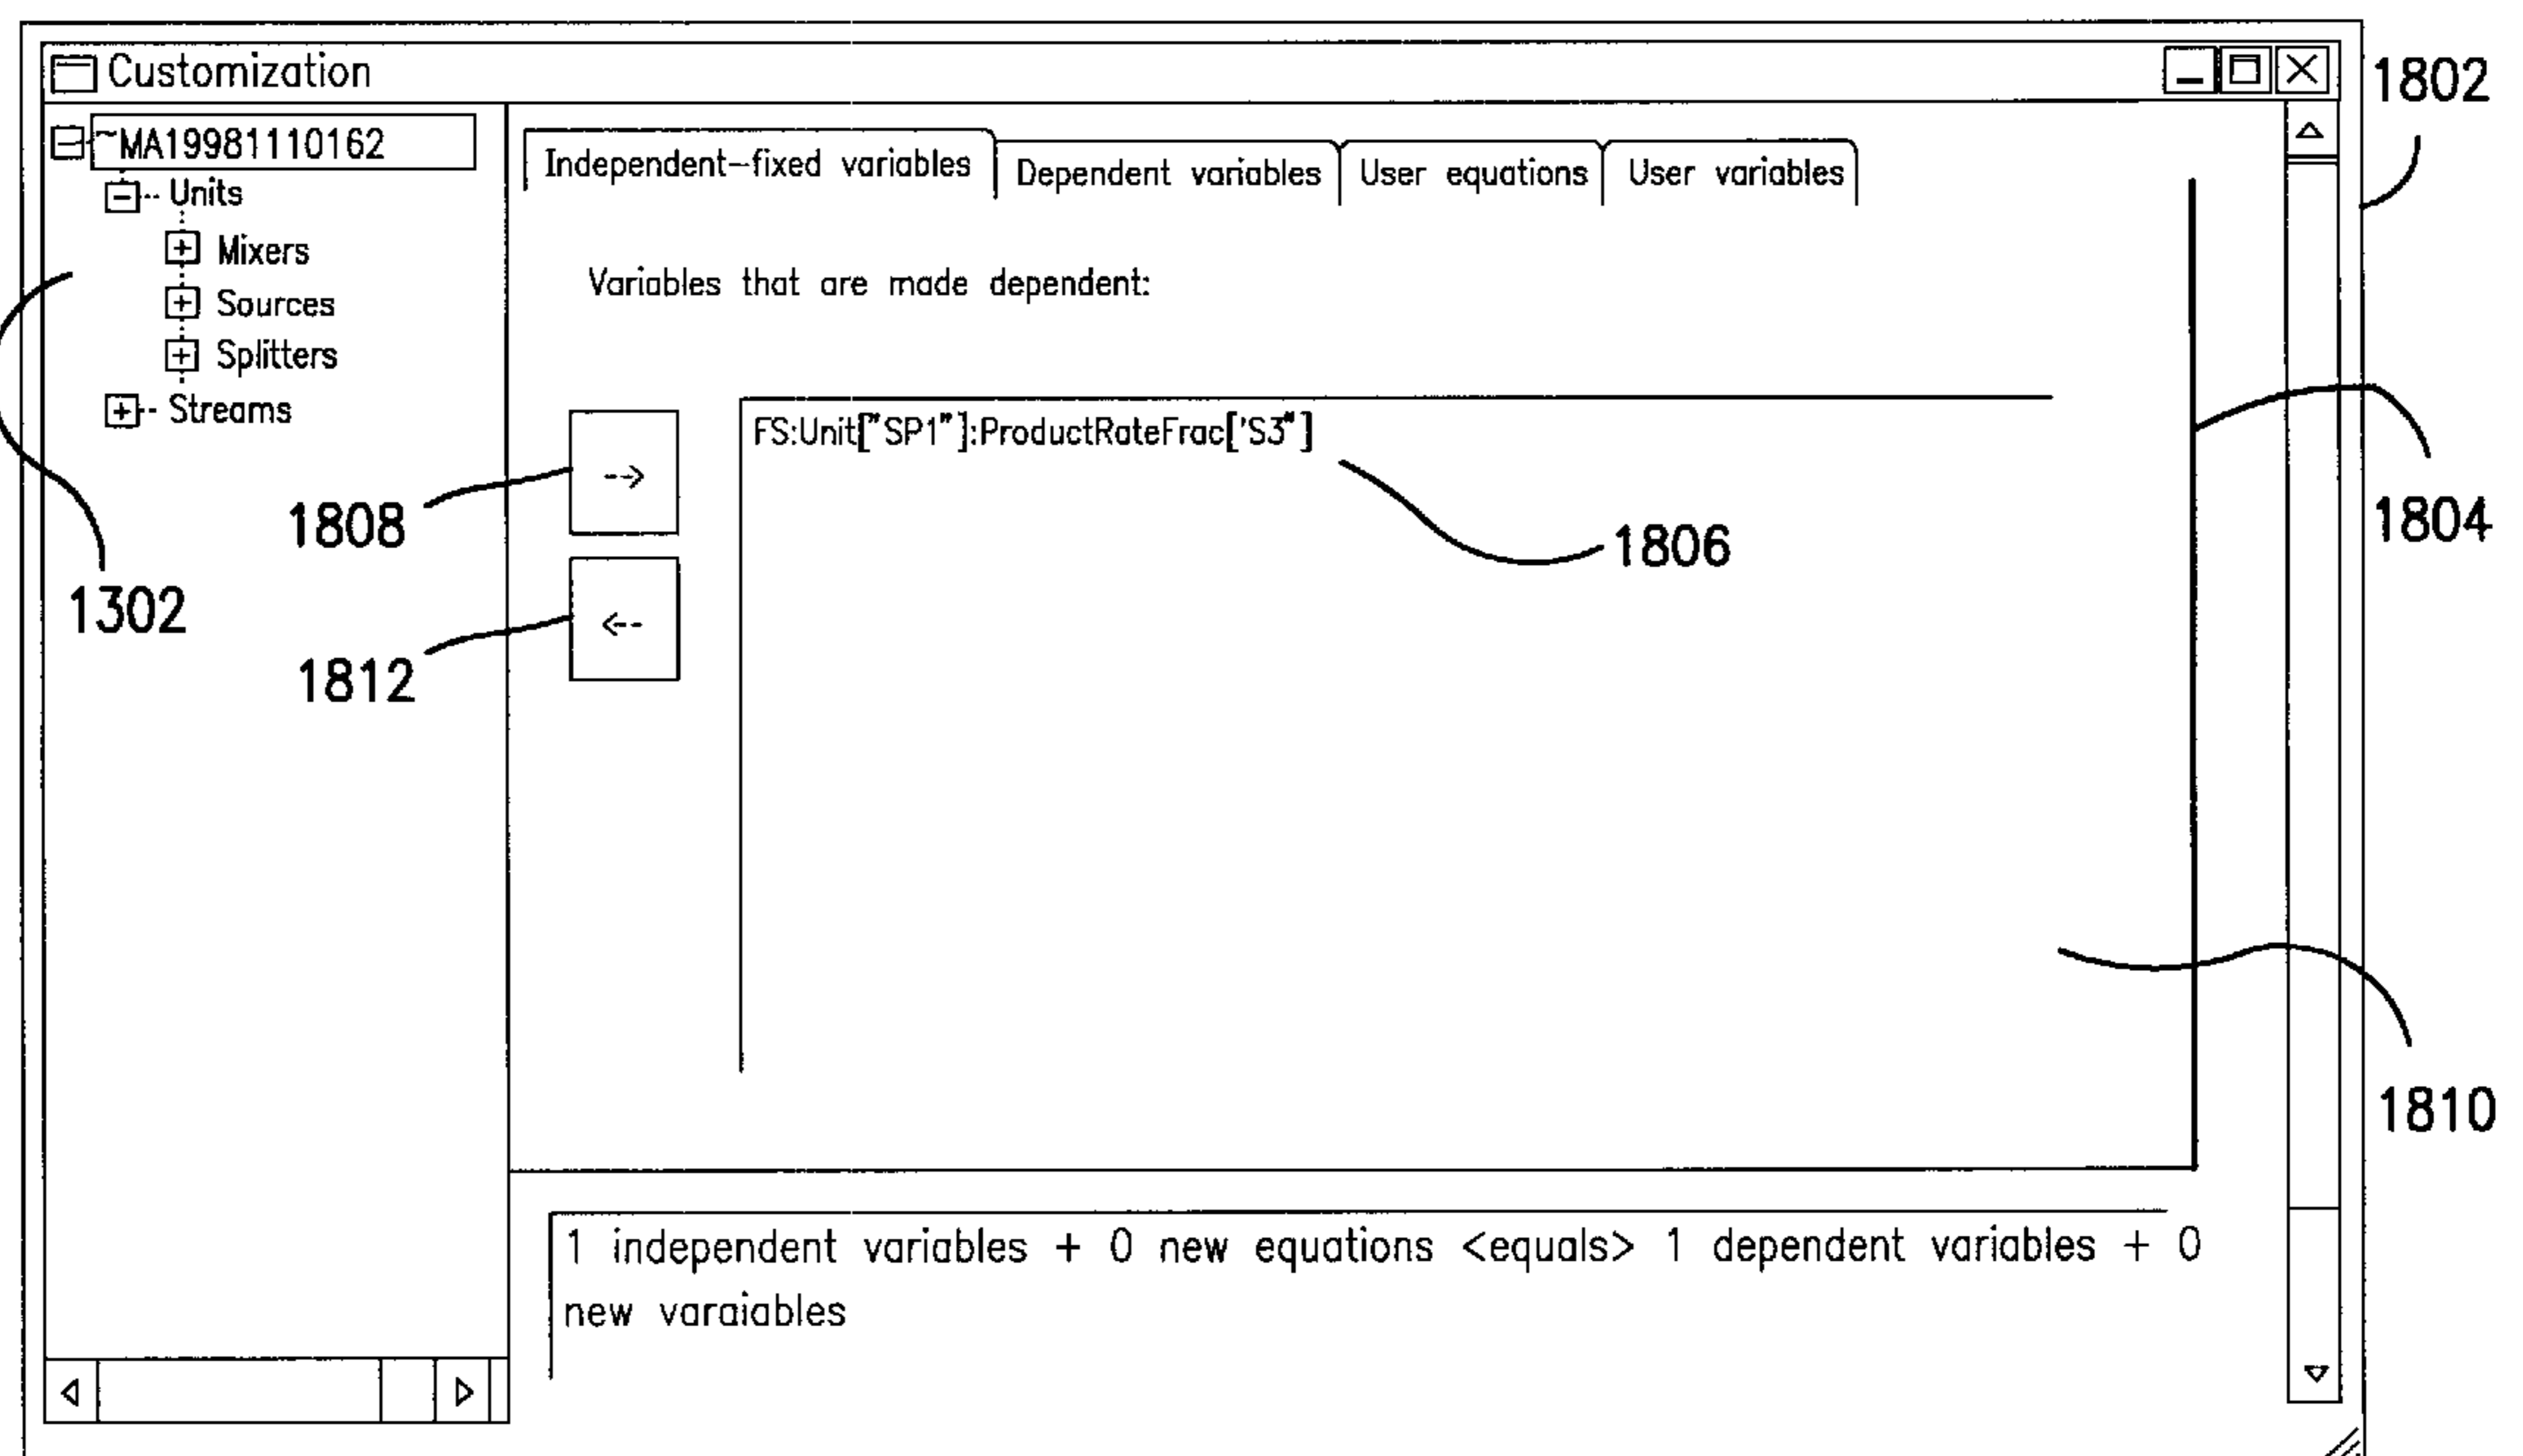 Customization
1802
~MA19981110162
Units
Mixers
Sources
Splitters
Streams
Independent-fixed variables
Dependent variables
User equations
User variables
Variables that are made dependent:
FS:Unit["SP1"]:ProductRateFrac['S3"]
-->
<--
1808
1812
1302
1806
1804
1810
1 independent variables + 0 new equations <equals> 1 dependent variables + 0
new varaiables